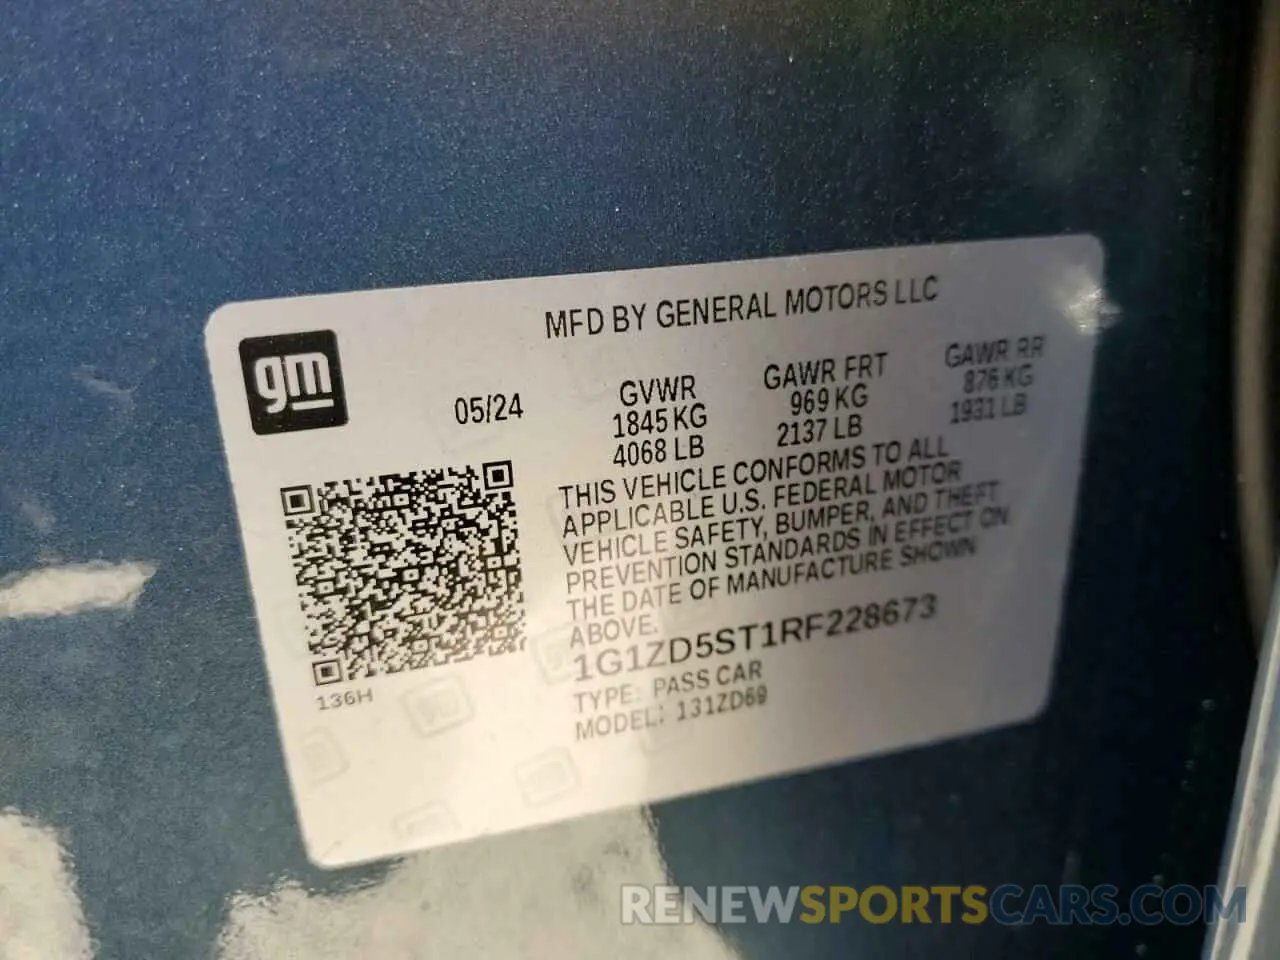 MFD BY GENERAL MOTORS LLC
gm
05/24
GVWR
1845 KG
4068 LB
GAWR FRT
969 KG
2137 LB
GAWR RR
876 KG
1931 LB
THIS VEHICLE CONFORMS TO ALL
APPLICABLE U.S. FEDERAL MOTOR
VEHICLE SAFETY, BUMPER, AND THEFT
PREVENTION STANDARDS IN EFFECT ON
THE DATE OF MANUFACTURE SHOWN
ABOVE.
1G1ZD5ST1RF228673
TYPE: PASS CAR
MODEL: 131ZD69
136H
RENEWSPORTSCARS.COM